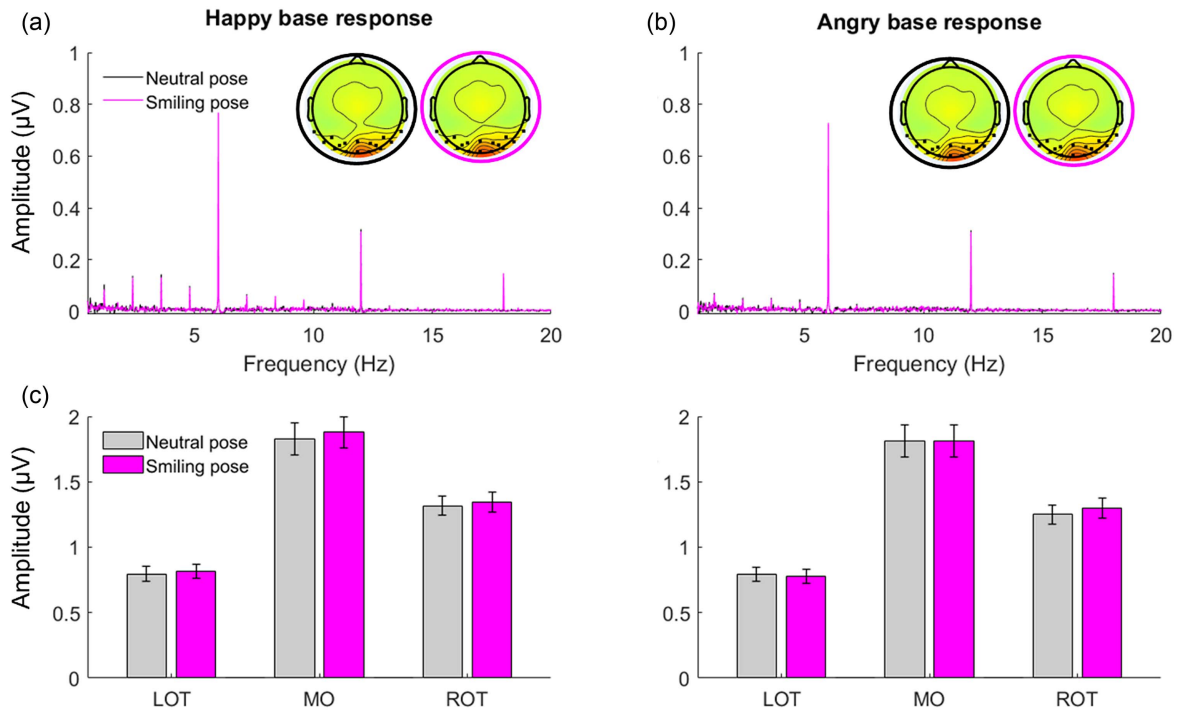 (a)
Happy base response
(b)
Angry base response
1
0.8
0.6
0.4
0.2
0
Amplitude (µV)
Neutral pose
Smiling pose
5
10
15
20
Frequency (Hz)
1
0.8
0.6
0.4
0.2
0
5
10
15
20
Frequency (Hz)
(c)
2
1.5
1
0.5
0
Amplitude (µV)
Neutral pose
Smiling pose
LOT
MO
ROT
2
1.5
1
0.5
0
LOT
MO
ROT